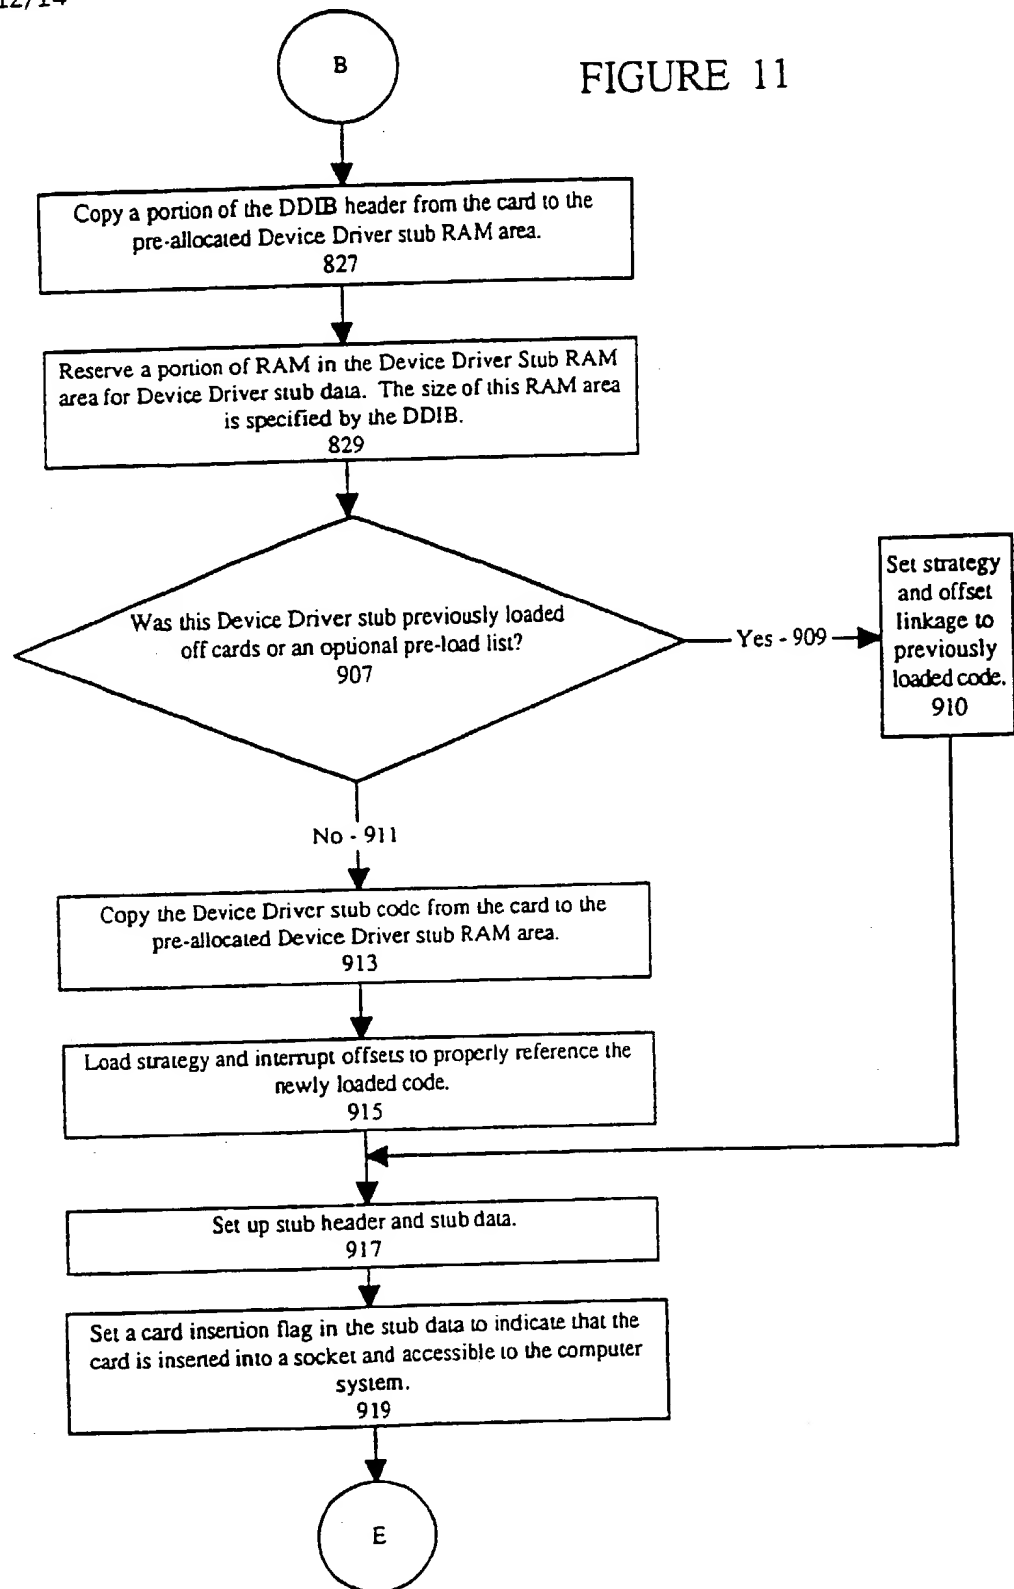 12/14
B
FIGURE 11
Copy a portion of the DDIB header from the card to the
pre-allocated Device Driver stub RAM area.
827
Reserve a portion of RAM in the Device Driver Stub RAM
area for Device Driver stub data. The size of this RAM area
is specified by the DDIB.
829
Was this Device Driver stub previously loaded
off cards or an optional pre-load list?
907
Yes - 909
Set strategy
and offset
linkage to
previously
loaded code.
910
No - 911
Copy the Device Driver stub code from the card to the
pre-allocated Device Driver stub RAM area.
913
Load strategy and interrupt offsets to properly reference the
newly loaded code.
915
Set up stub header and stub data.
917
Set a card insertion flag in the stub data to indicate that the
card is inserted into a socket and accessible to the computer
system.
919
E